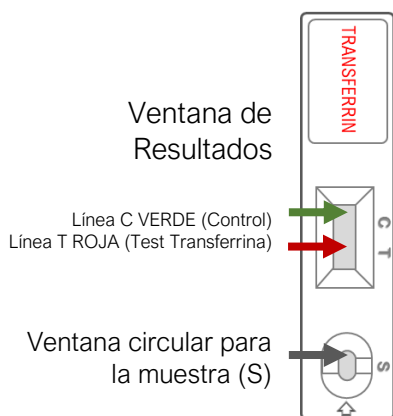 TRANSFERRIN
Ventana de
Resultados
Línea C VERDE (Control)
Línea T ROJA (Test Transferrina)
C T
Ventana circular para
la muestra (S)
S